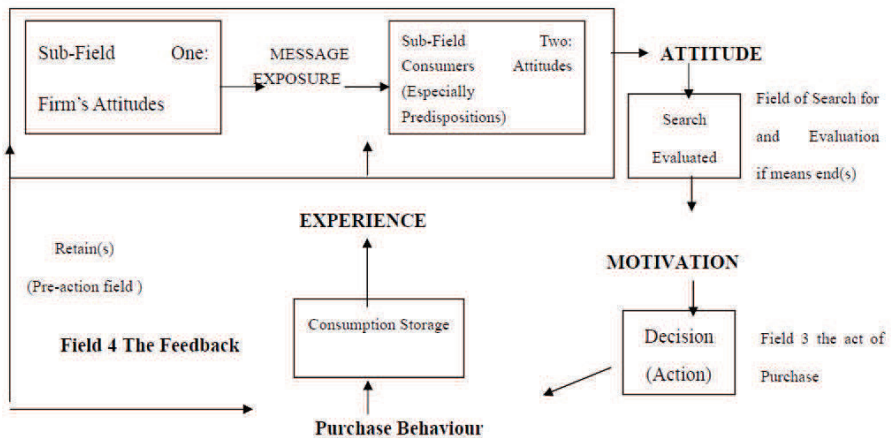 Sub-Field One:
Firm's Attitudes
MESSAGE
EXPOSURE
Sub-Field Two:
Consumers Attitudes
(Especially
Predispositions)
ATTITUDE
Search
Evaluated
Field of Search for
and Evaluation
if means end(s)
EXPERIENCE
Retain(s)
(Pre-action field )
MOTIVATION
Consumption Storage
Field 4 The Feedback
Decision
(Action)
Field 3 the act of
Purchase
Purchase Behaviour